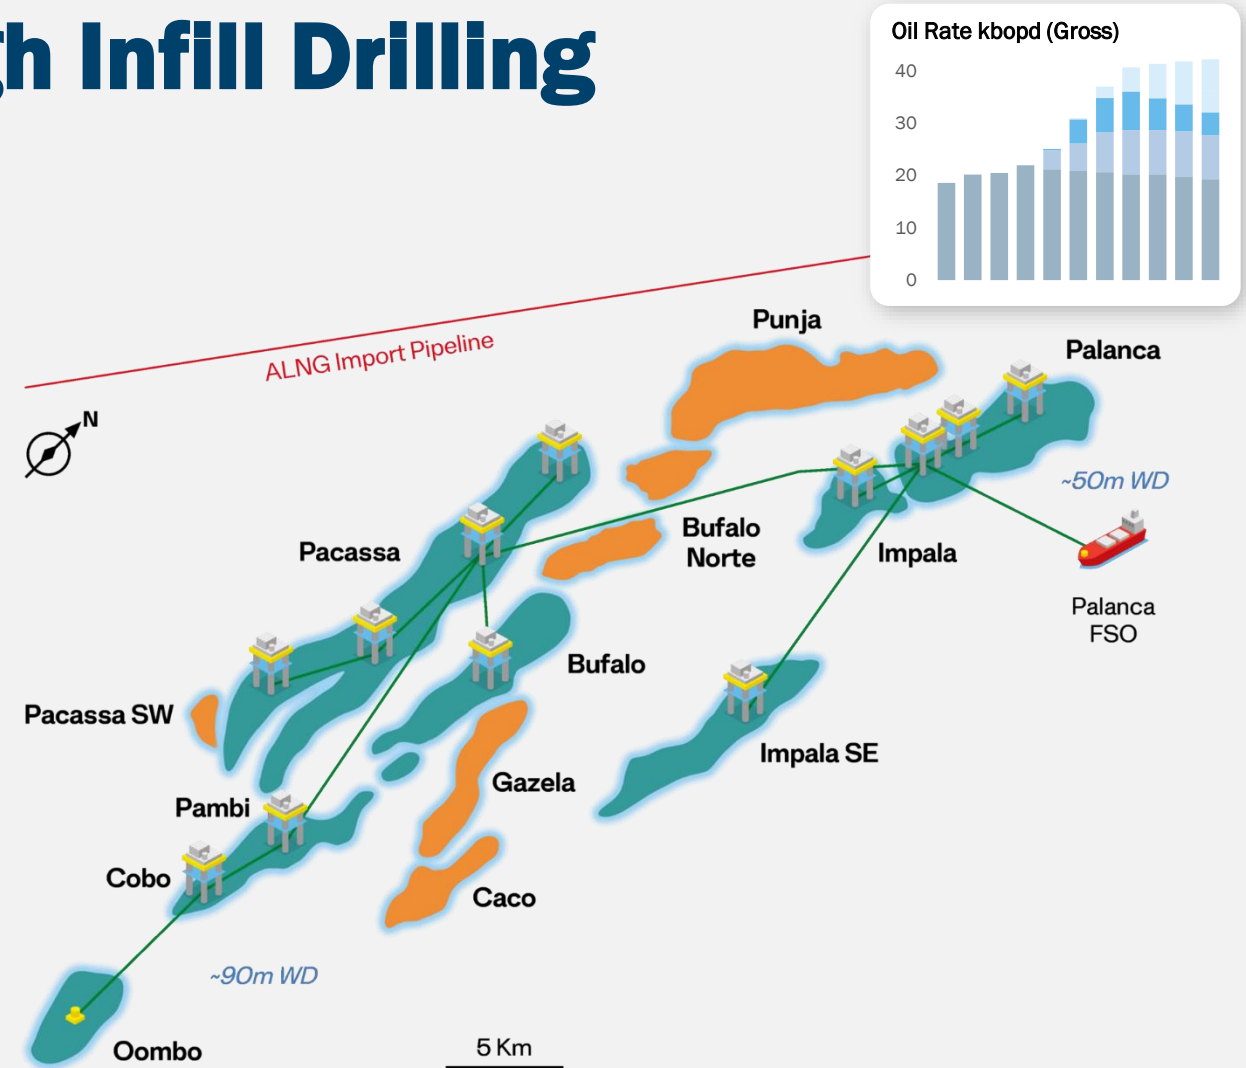 gh Infill Drilling
Oil Rate kbopd (Gross)
40
30
20
10
0
ALNG Import Pipeline
N
Punja
Palanca
~50m WD
Pacassa
Bufalo
Norte
Impala
Palanca
FSO
Bufalo
Pacassa SW
Impala SE
Gazela
Pambi
Cobo
Caco
~90m WD
Oombo
5 Km